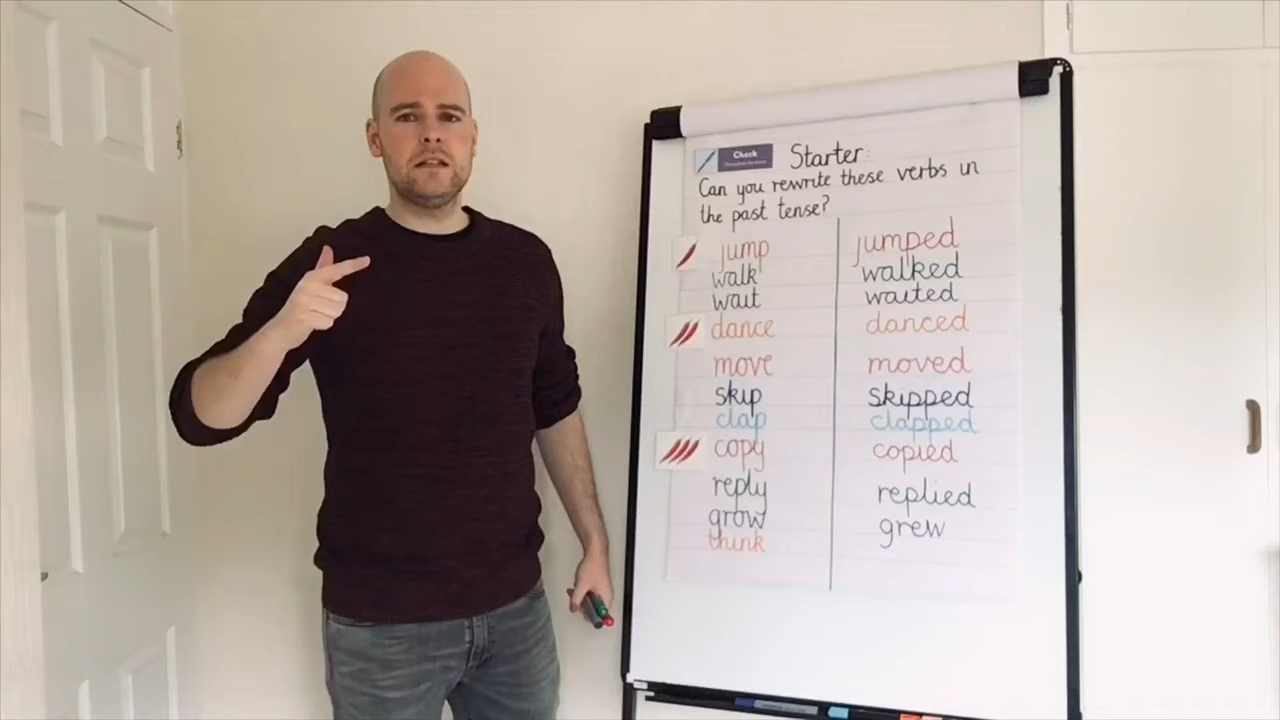 Check
Starter:
Can you rewrite these verbs in
the past tense?
jump jumped
walk walked
wait waited
dance danced
move moved
skip skipped
clap clapped
copy copied
reply replied
grow grew
think